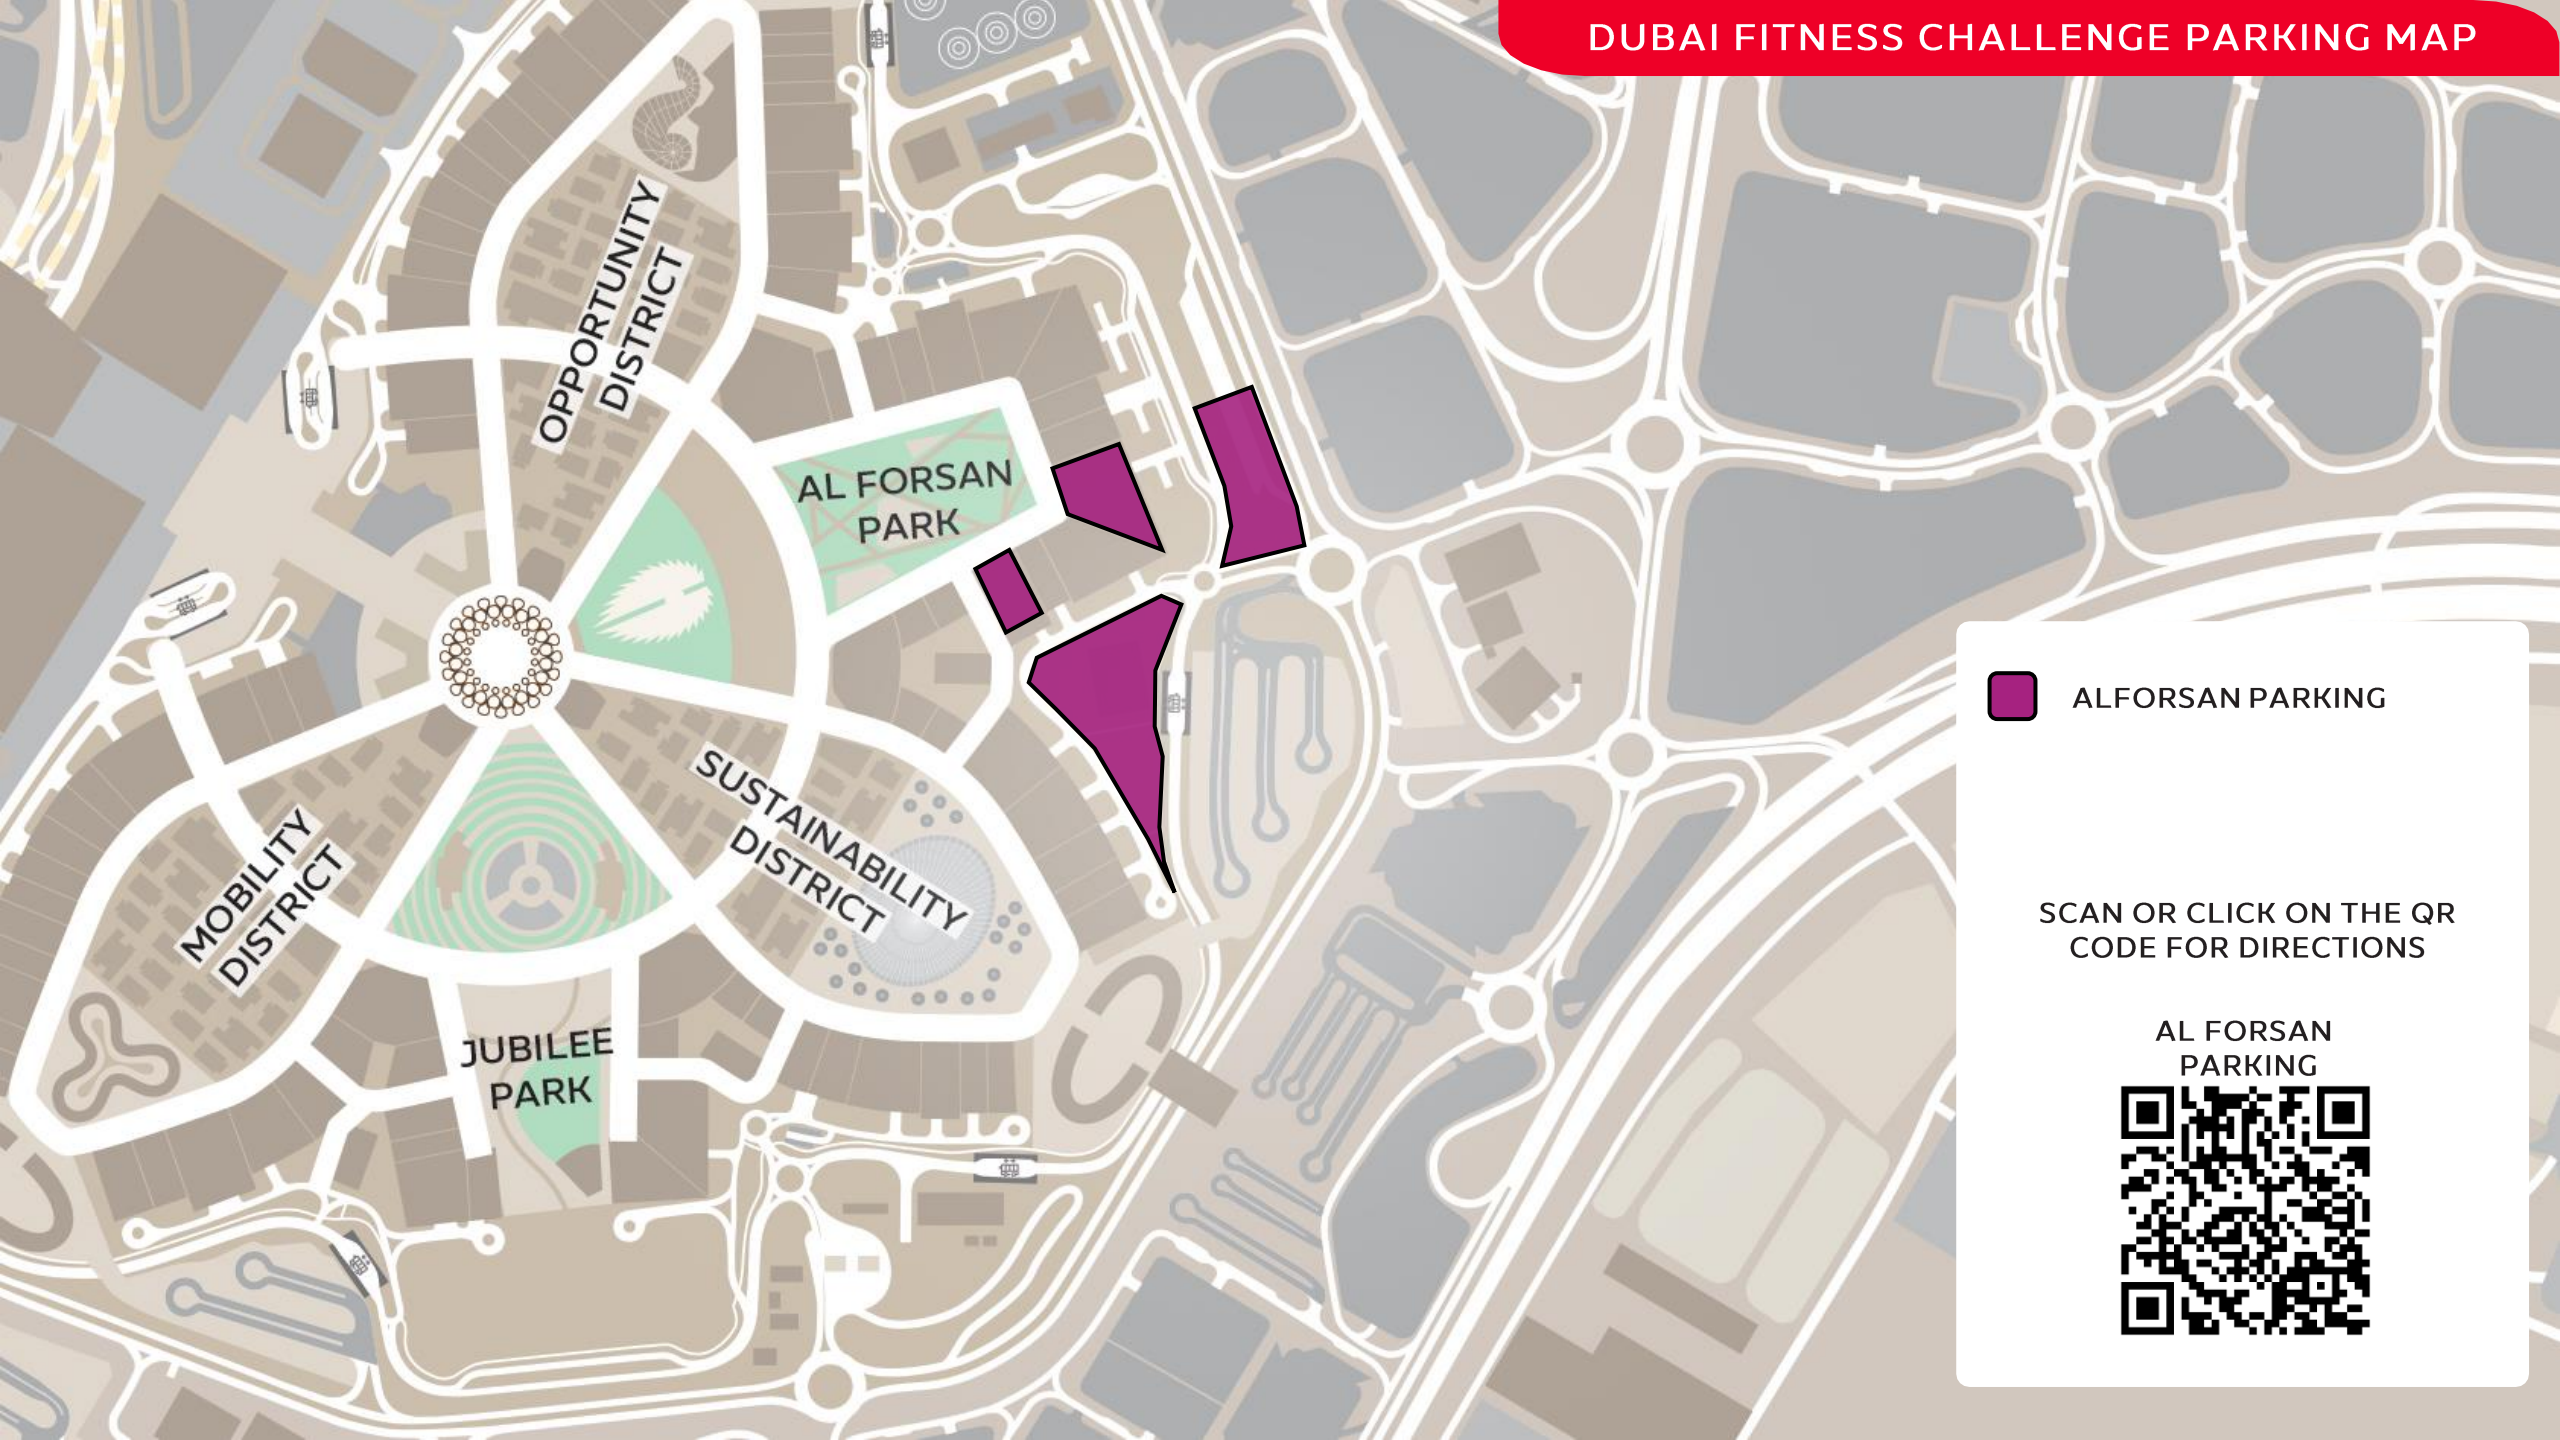 DUBAI FITNESS CHALLENGE PARKING MAP
OPPORTUNITY
DISTRICT
AL FORSAN
PARK
SUSTAINABILITY
DISTRICT
MOBILITY
DISTRICT
JUBILEE
PARK
ALFORSAN PARKING
SCAN OR CLICK ON THE QR
CODE FOR DIRECTIONS
AL FORSAN
PARKING